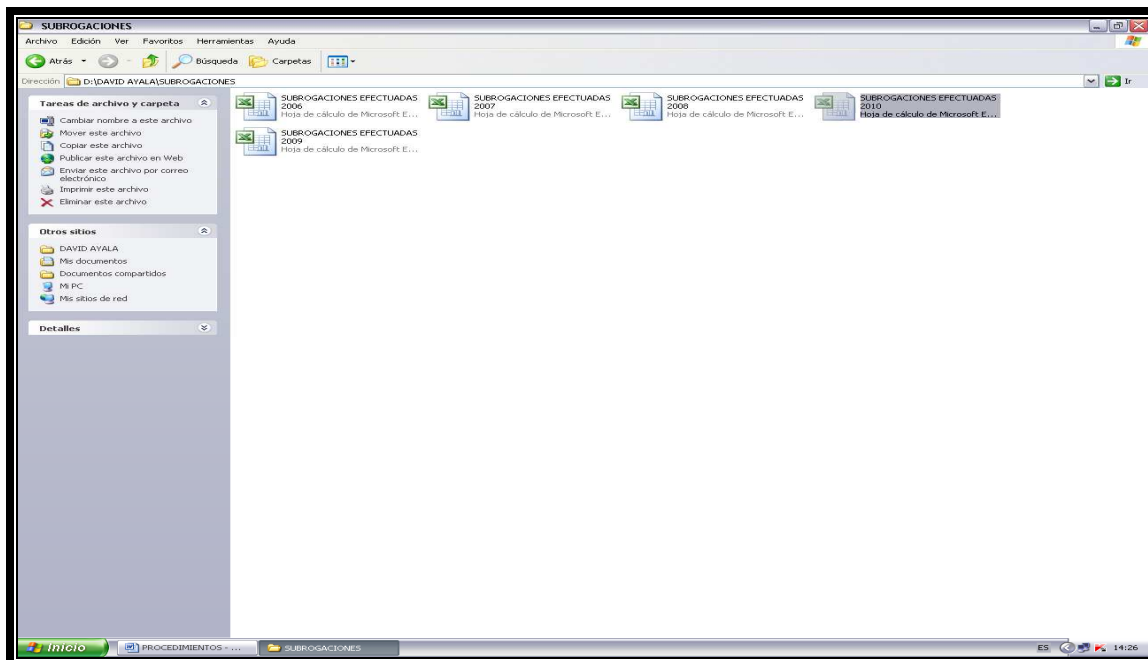 SUBROGACIONES
Archivo Edición Ver Favoritos Herramientas Ayuda
Atrás Búsqueda Carpetas
Dirección D:\DAVID AYALA\SUBROGACIONES Ir
Tareas de archivo y carpeta
Cambiar nombre a este archivo
Mover este archivo
Copiar este archivo
Publicar este archivo en Web
Enviar este archivo por correo
electrónico
Imprimir este archivo
Eliminar este archivo
Otros sitios
DAVID AYALA
Mis documentos
Documentos compartidos
Mi PC
Mis sitios de red
Detalles
SUBROGACIONES EFECTUADAS
2006
Hoja de cálculo de Microsoft E...
SUBROGACIONES EFECTUADAS
2007
Hoja de cálculo de Microsoft E...
SUBROGACIONES EFECTUADAS
2008
Hoja de cálculo de Microsoft E...
SUBROGACIONES EFECTUADAS
2010
Hoja de cálculo de Microsoft E...
SUBROGACIONES EFECTUADAS
2009
Hoja de cálculo de Microsoft E...
Inicio PROCEDIMIENTOS - ... SUBROGACIONES ES 14:26